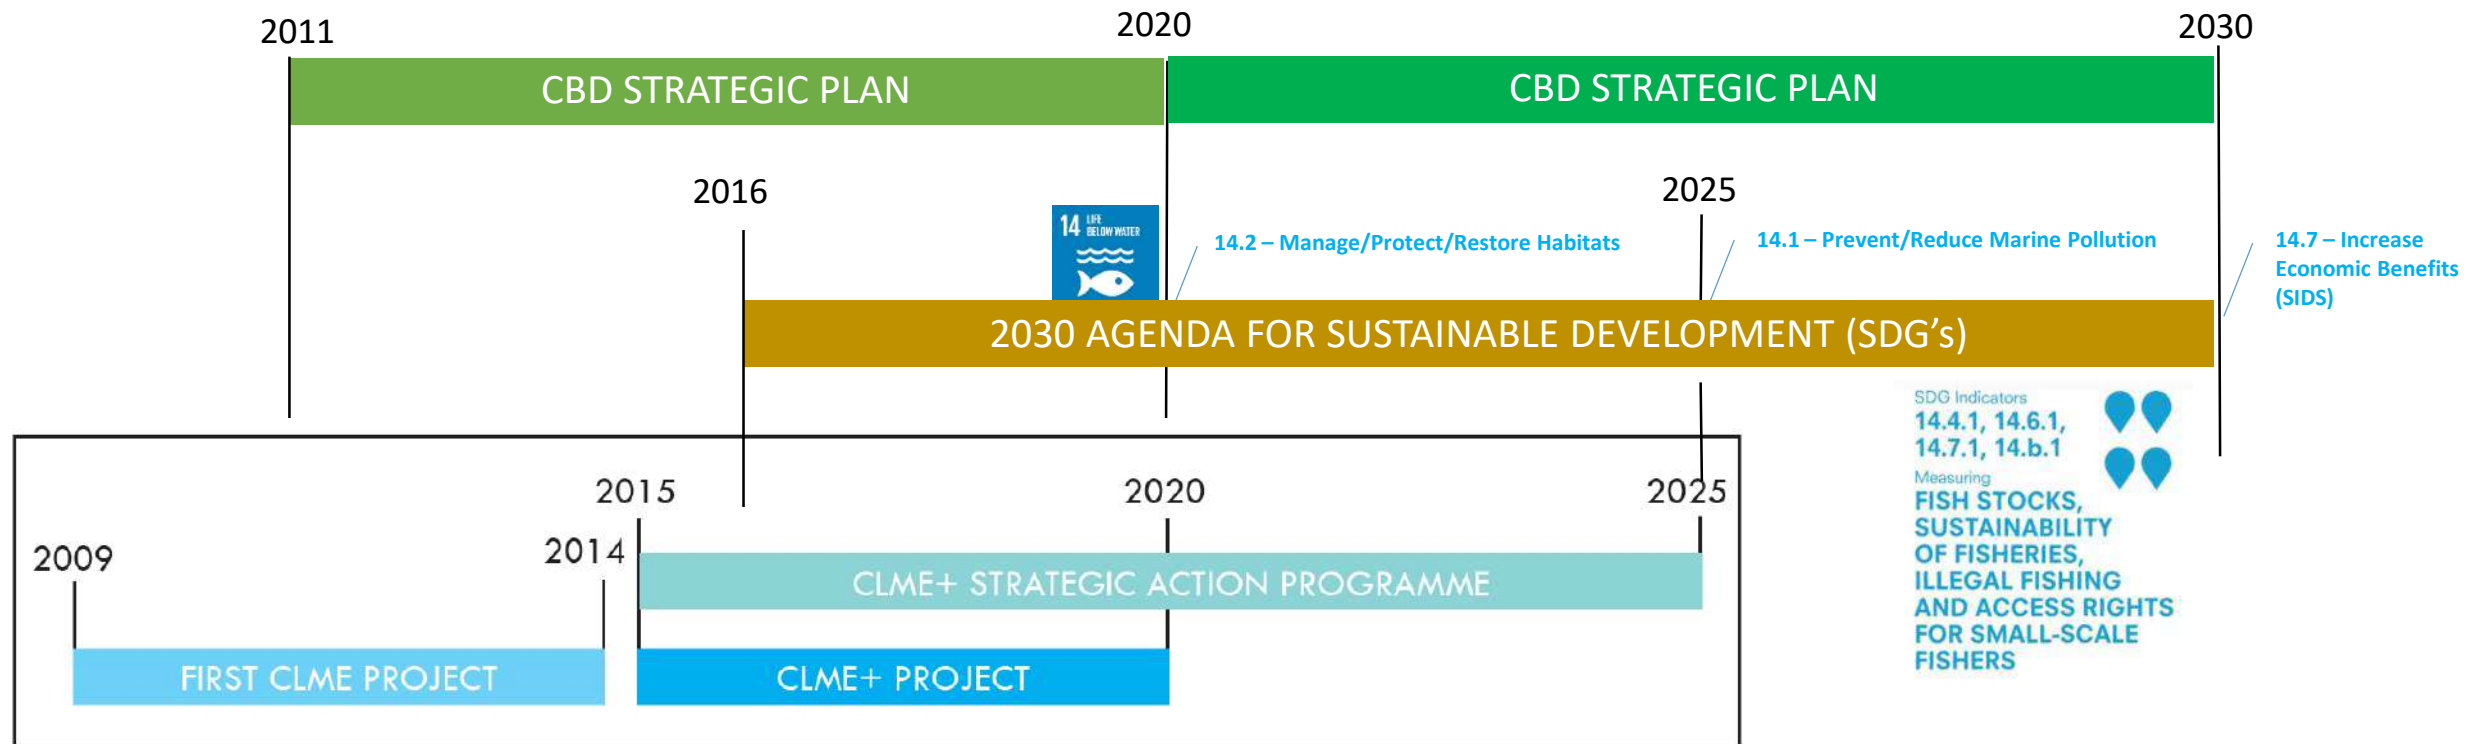 2011
2020
2030
CBD STRATEGIC PLAN
CBD STRATEGIC PLAN
2016
2025
14 LIFE
BELOW WATER
14.2 – Manage/Protect/Restore Habitats
14.1 – Prevent/Reduce Marine Pollution
14.7 – Increase
Economic Benefits
(SIDS)
2030 AGENDA FOR SUSTAINABLE DEVELOPMENT (SDG's)
SDG Indicators
14.4.1, 14.6.1,
14.7.1, 14.b.1
Measuring
FISH STOCKS,
SUSTAINABILITY
OF FISHERIES,
ILLEGAL FISHING
AND ACCESS RIGHTS
FOR SMALL-SCALE
FISHERS
2015
2020
2025
2009
2014
CLME+ STRATEGIC ACTION PROGRAMME
FIRST CLME PROJECT
CLME+ PROJECT